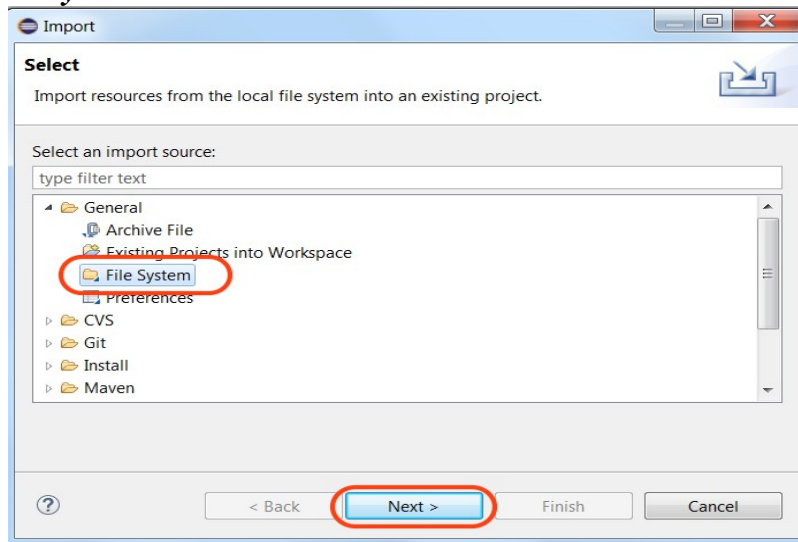 Import
Select
Import resources from the local file system into an existing project.
Select an import source:
type filter text
General
Archive File
Existing Projects into Workspace
File System
Preferences
CVS
Git
Install
Maven
< Back Next > Finish Cancel